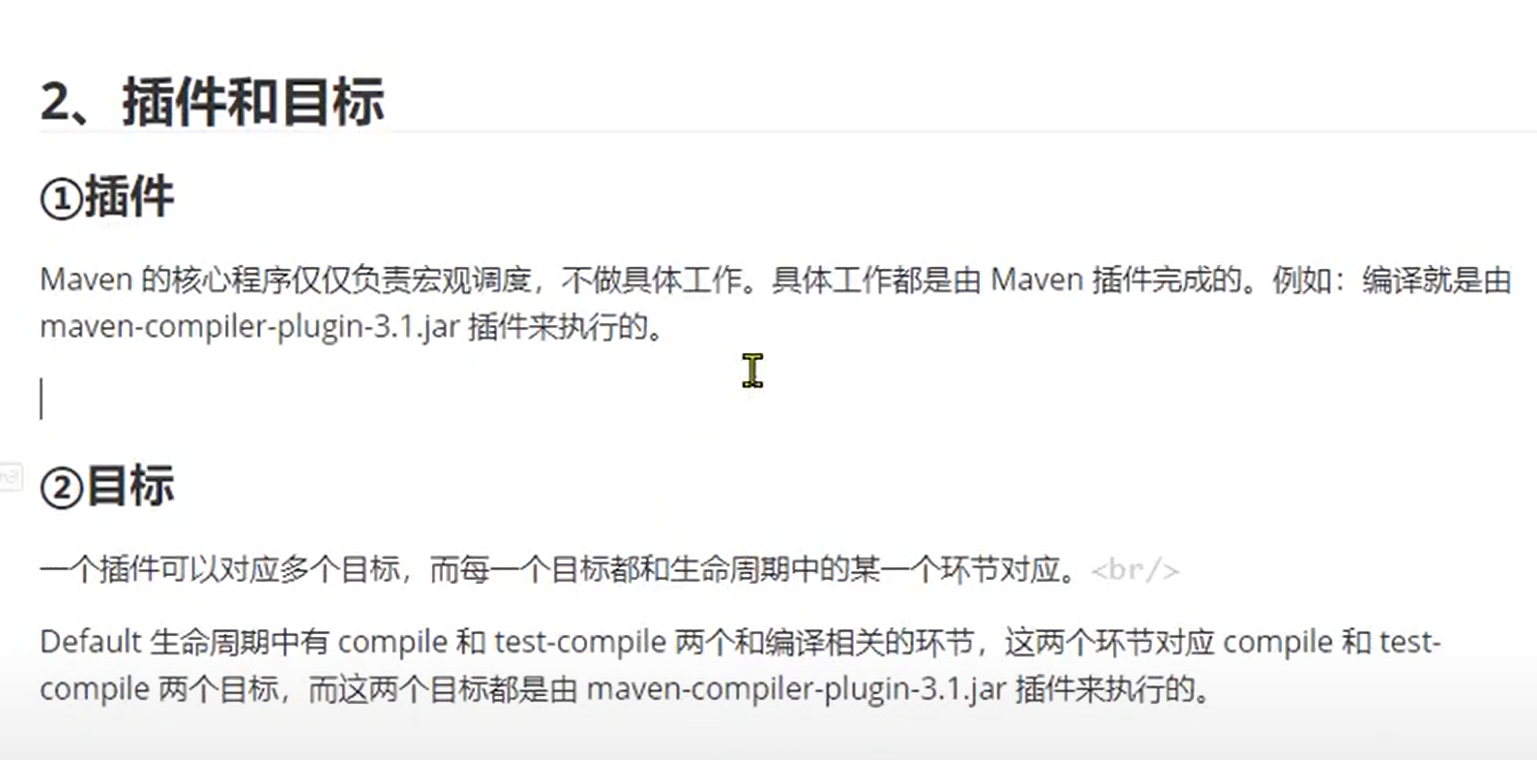 2、插件和目标
①插件
Maven 的核心程序仅仅负责宏观调度，不做具体工作。具体工作都是由 Maven 插件完成的。例如：编译就是由
maven-compiler-plugin-3.1.jar 插件来执行的。
②目标
一个插件可以对应多个目标，而每一个目标都和生命周期中的某一个环节对应。<br/>
Default 生命周期中有 compile 和 test-compile 两个和编译相关的环节，这两个环节对应 compile 和 test-
compile 两个目标，而这两个目标都是由 maven-compiler-plugin-3.1.jar 插件来执行的。